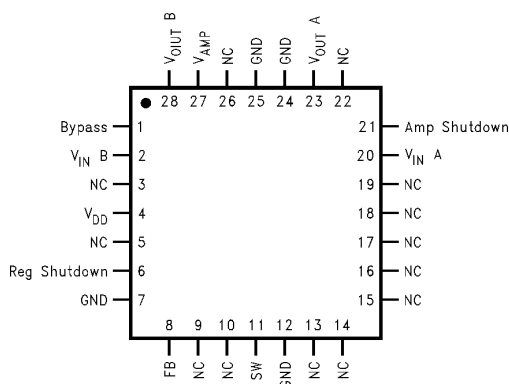 V_OIUT B
V_AMP
NC
GND
GND
V_OUT A
NC
28 27 26 25 24 23 22
Bypass 1
V_IN B 2
NC 3
V_DD 4
NC 5
Reg Shutdown 6
GND 7
21 Amp Shutdown
20 V_IN A
19 NC
18 NC
17 NC
16 NC
15 NC
8 9 10 11 12 13 14
FB
NC
NC
SW
GND
NC
NC